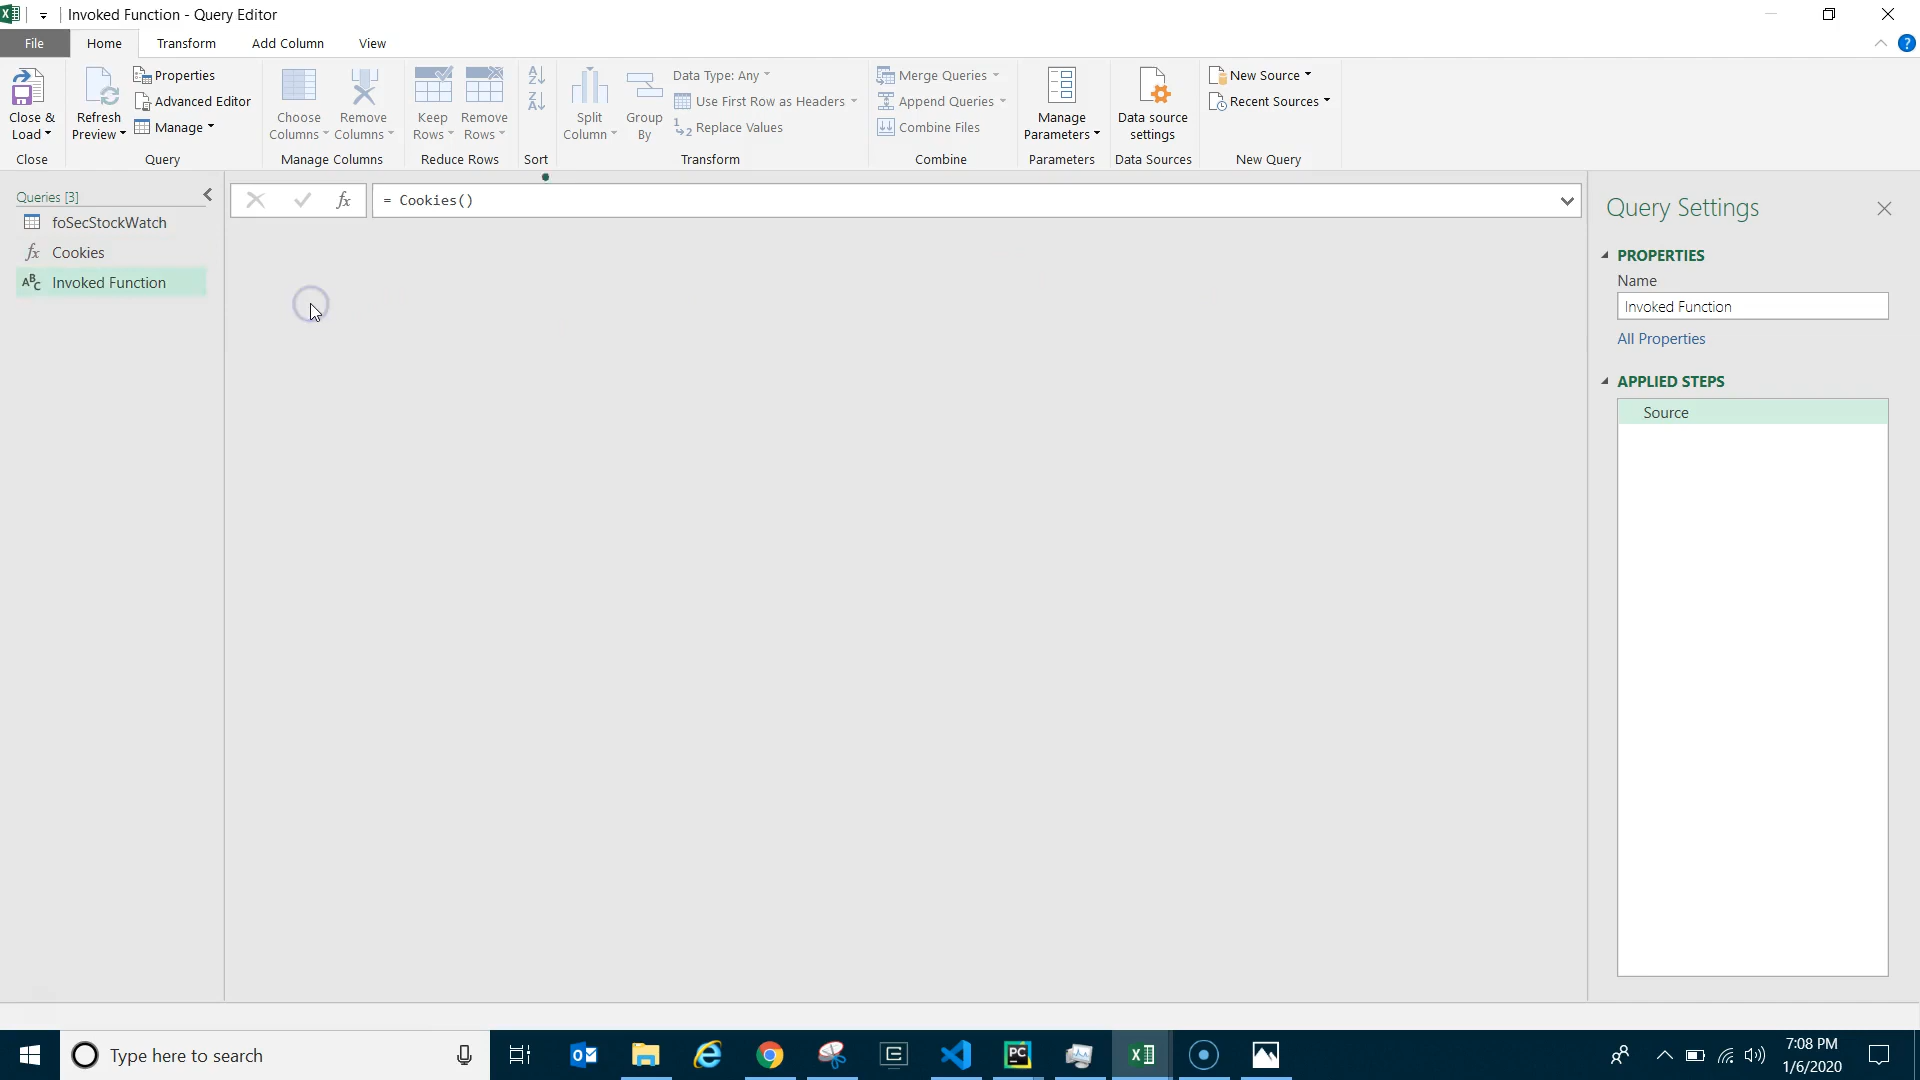 Invoked Function - Query Editor
File Home Transform Add Column View
Close & Load
Close
Refresh Preview
Properties
Advanced Editor
Manage
Query
Choose Columns
Remove Columns
Manage Columns
Keep Rows
Remove Rows
Reduce Rows
Sort
Split Column
Group By
Data Type: Any
Use First Row as Headers
Replace Values
Transform
Merge Queries
Append Queries
Combine Files
Combine
Manage Parameters
Parameters
Data source settings
Data Sources
New Source
Recent Sources
New Query
Queries [3]
foSecStockWatch
fx Cookies
ABC Invoked Function
fx
= Cookies()
Query Settings
PROPERTIES
Name
Invoked Function
All Properties
APPLIED STEPS
Source
Type here to search
7:08 PM
1/6/2020